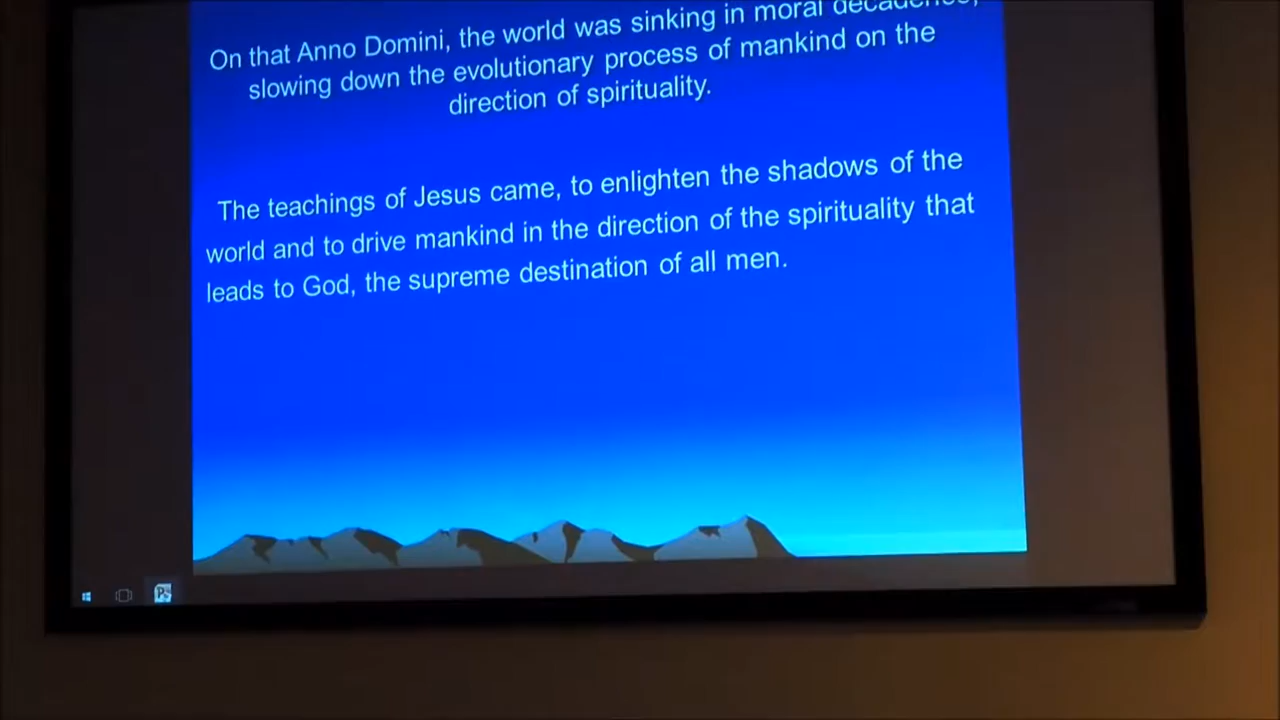 On that Anno Domini, the world was sinking in moral decadence,
slowing down the evolutionary process of mankind on the
direction of spirituality.
The teachings of Jesus came, to enlighten the shadows of the
world and to drive mankind in the direction of the spirituality that
leads to God, the supreme destination of all men.